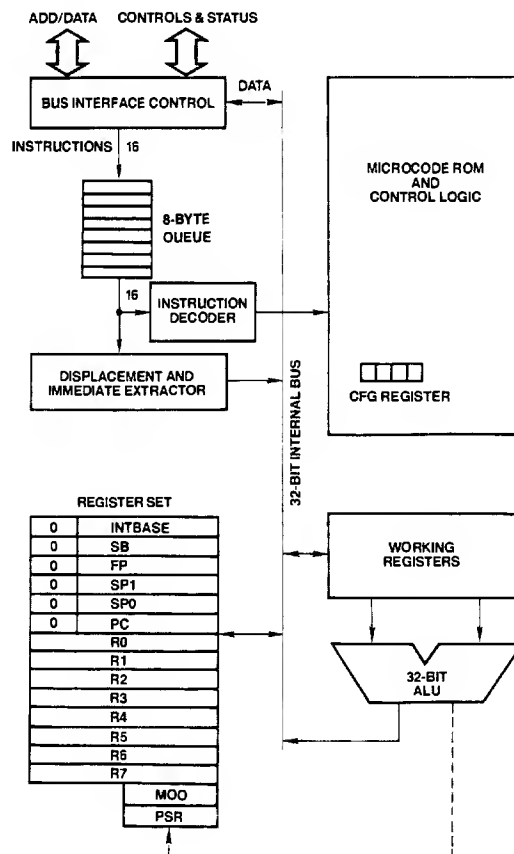 ADD/DATA CONTROLS & STATUS
BUS INTERFACE CONTROL
DATA
INSTRUCTIONS 16
8-BYTE
QUEUE
16
INSTRUCTION
DECODER
DISPLACEMENT AND
IMMEDIATE EXTRACTOR
MICROCODE ROM
AND
CONTROL LOGIC
CFG REGISTER
32-BIT INTERNAL BUS
REGISTER SET
0 INTBASE
0 SB
0 FP
0 SP1
0 SP0
0 PC
R0
R1
R2
R3
R4
R5
R6
R7
MOD
PSR
WORKING
REGISTERS
32-BIT
ALU